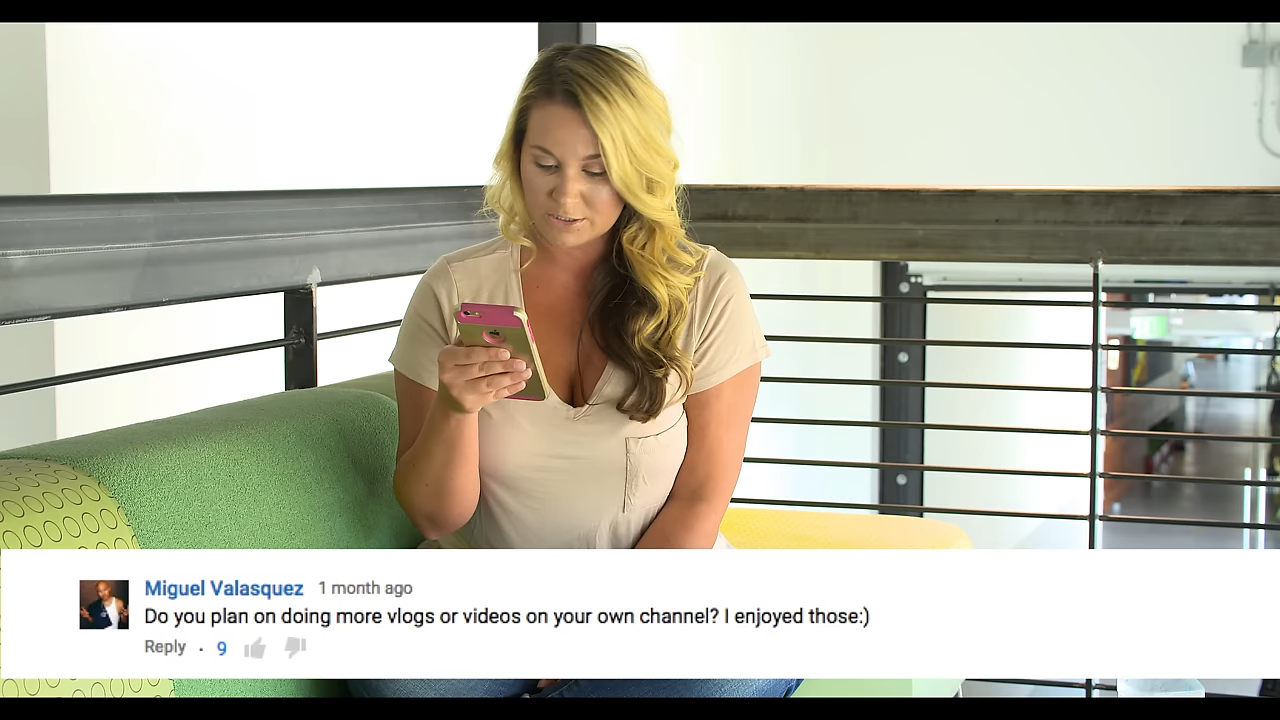 Miguel Valasquez 1 month ago
Do you plan on doing more vlogs or videos on your own channel? I enjoyed those:)
Reply · 9